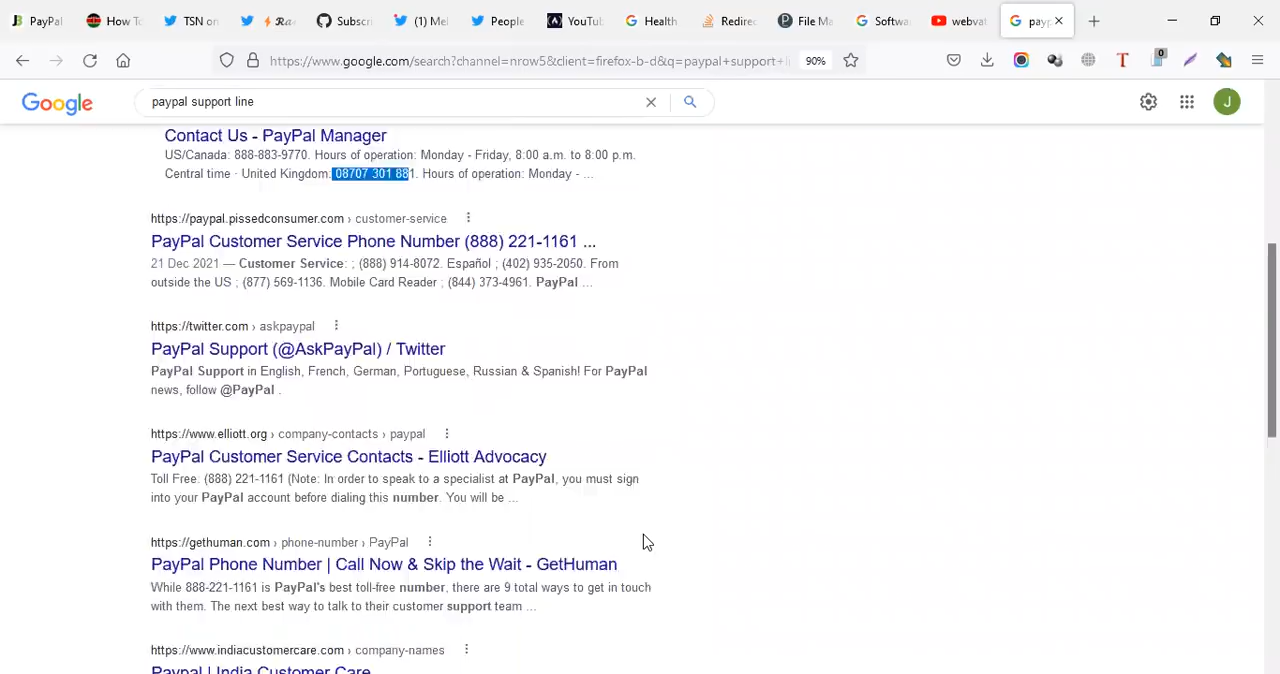 PayPal
How To
TSN on
Ra
Subscri
(1) Me
People
YouTu
Health
Redirec
File Ma
Softwa
webvat
payp
https://www.google.com/search?channel=nrow5&client=firefox-b-d&q=paypal+support+li
90%
0
T
Google
paypal support line
J
Contact Us - PayPal Manager
US/Canada: 888-883-9770. Hours of operation: Monday - Friday, 8:00 a.m. to 8:00 p.m.
Central time · United Kingdom: 08707 301 881. Hours of operation: Monday - ...
https://paypal.pissedconsumer.com › customer-service
PayPal Customer Service Phone Number (888) 221-1161 ...
21 Dec 2021 — Customer Service: ; (888) 914-8072. Español ; (402) 935-2050. From
outside the US ; (877) 569-1136. Mobile Card Reader ; (844) 373-4961. PayPal ...
https://twitter.com › askpaypal
PayPal Support (@AskPayPal) / Twitter
PayPal Support in English, French, German, Portuguese, Russian & Spanish! For PayPal
news, follow @PayPal .
https://www.elliott.org › company-contacts › paypal
PayPal Customer Service Contacts - Elliott Advocacy
Toll Free. (888) 221-1161 (Note: In order to speak to a specialist at PayPal, you must sign
into your PayPal account before dialing this number. You will be ...
https://gethuman.com › phone-number › PayPal
PayPal Phone Number | Call Now & Skip the Wait - GetHuman
While 888-221-1161 is PayPal's best toll-free number, there are 9 total ways to get in touch
with them. The next best way to talk to their customer support team ...
https://www.indiacustomercare.com › company-names
Paypal | India Customer Care